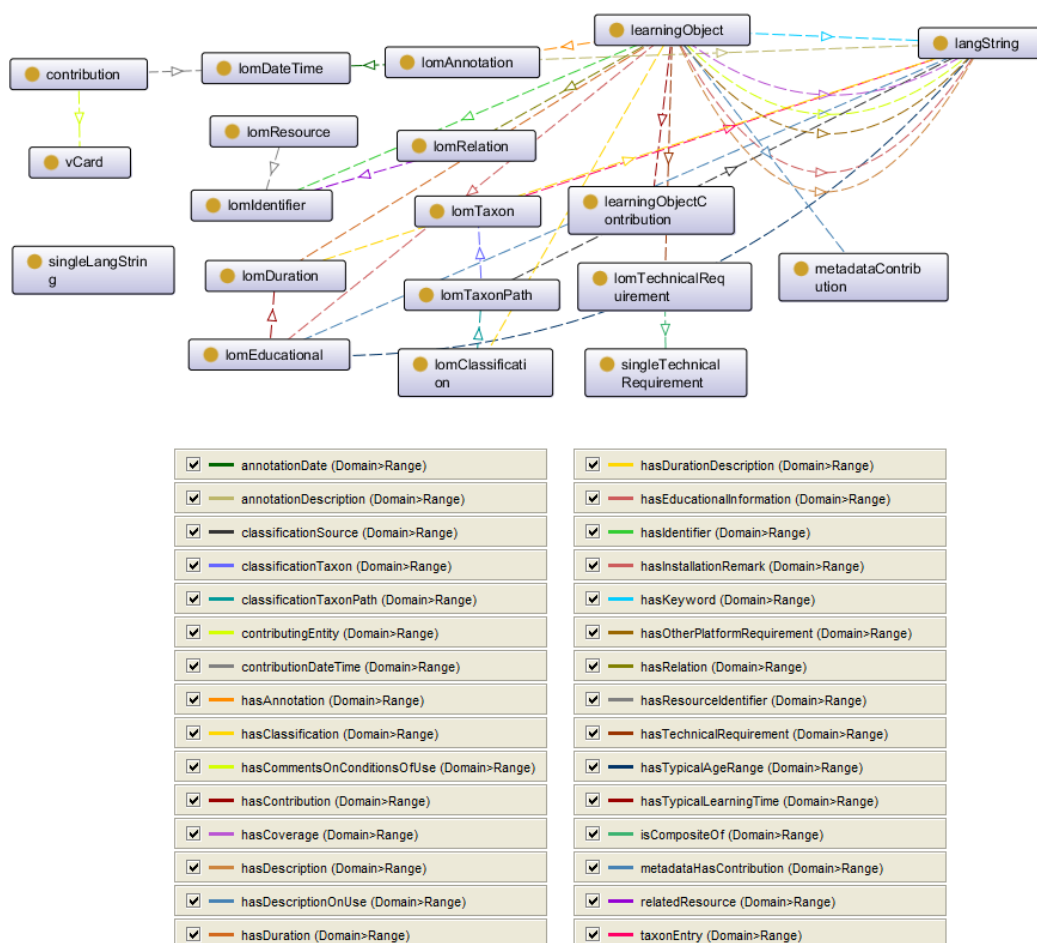 learningObject
langString
contribution
lomDateTime
lomAnnotation
lomResource
lomRelation
vCard
lomIdentifier
lomTaxon
learningObjectC
ontribution
singleLangStrin
g
lomDuration
lomTaxonPath
lomTechnicalReq
uirement
metadataContrib
ution
lomEducational
lomClassificati
on
singleTechnical
Requirement
annotationDate (Domain>Range)
annotationDescription (Domain>Range)
classificationSource (Domain>Range)
classificationTaxon (Domain>Range)
classificationTaxonPath (Domain>Range)
contributingEntity (Domain>Range)
contributionDateTime (Domain>Range)
hasAnnotation (Domain>Range)
hasClassification (Domain>Range)
hasCommentsOnConditionsOfUse (Domain>Range)
hasContribution (Domain>Range)
hasCoverage (Domain>Range)
hasDescription (Domain>Range)
hasDescriptionOnUse (Domain>Range)
hasDuration (Domain>Range)
hasDurationDescription (Domain>Range)
hasEducationalInformation (Domain>Range)
hasIdentifier (Domain>Range)
hasInstallationRemark (Domain>Range)
hasKeyword (Domain>Range)
hasOtherPlatformRequirement (Domain>Range)
hasRelation (Domain>Range)
hasResourceIdentifier (Domain>Range)
hasTechnicalRequirement (Domain>Range)
hasTypicalAgeRange (Domain>Range)
hasTypicalLearningTime (Domain>Range)
isCompositeOf (Domain>Range)
metadataHasContribution (Domain>Range)
relatedResource (Domain>Range)
taxonEntry (Domain>Range)